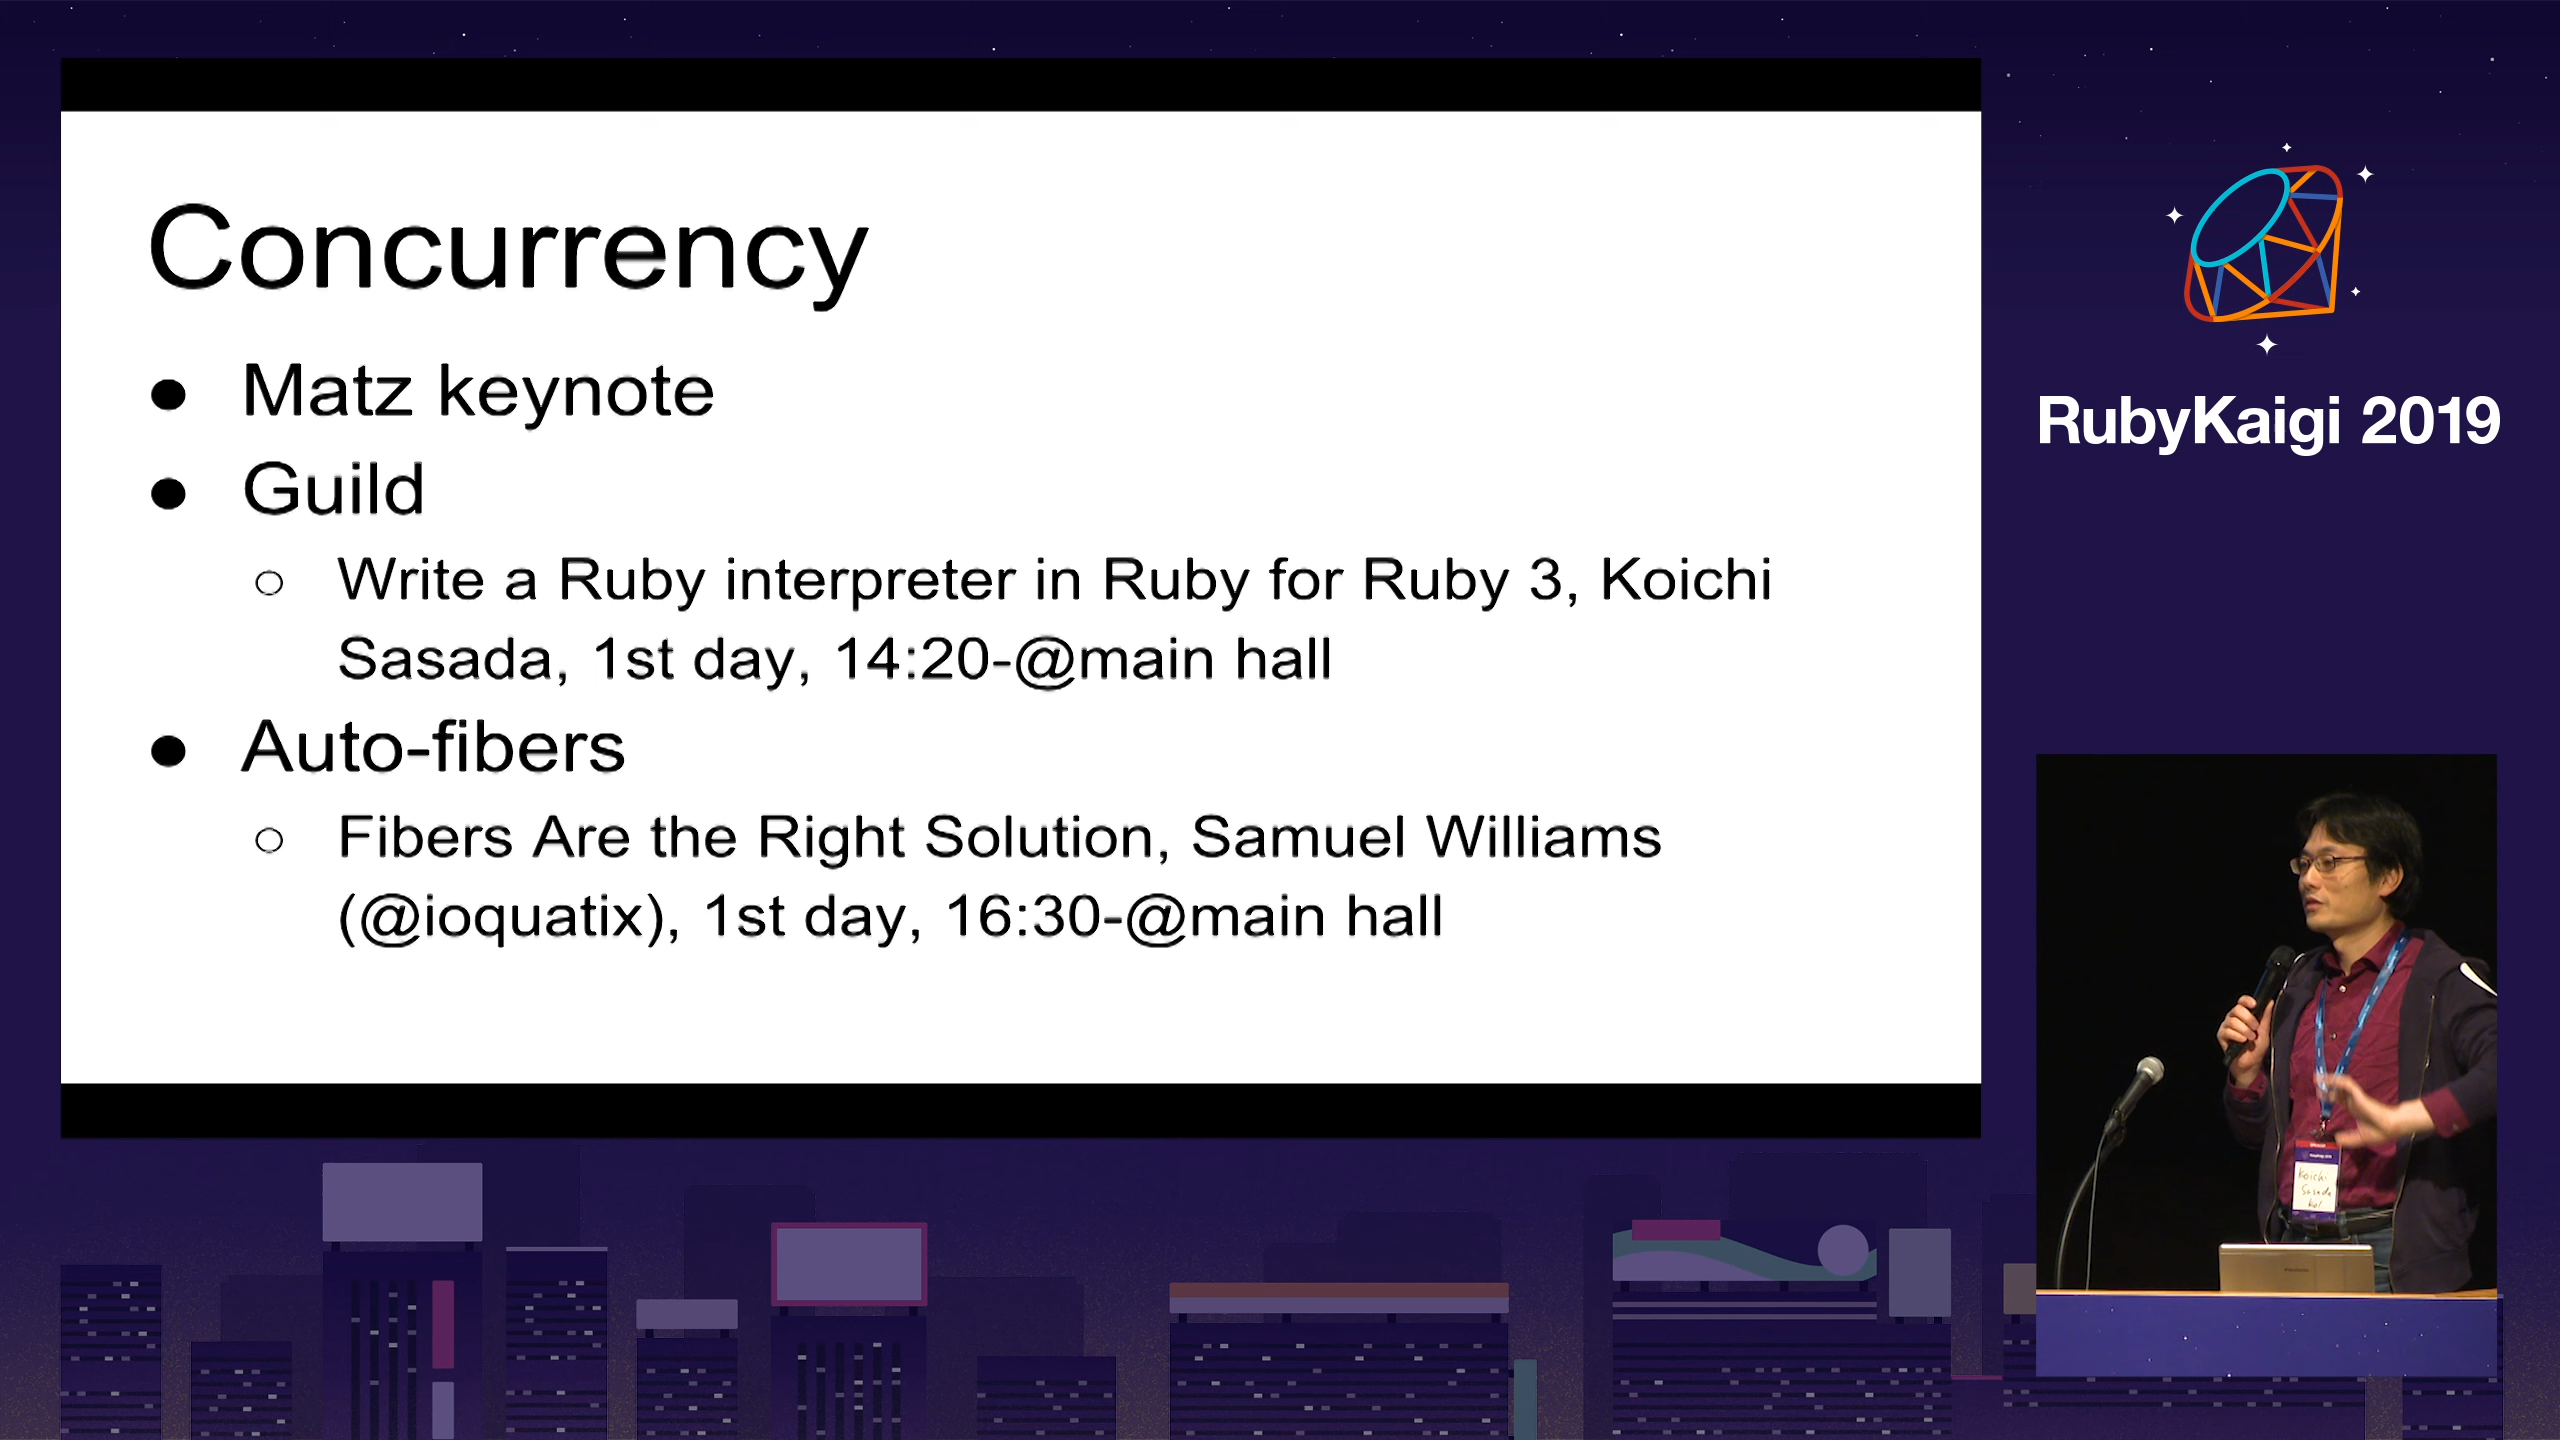 Concurrency
● Matz keynote
● Guild
○ Write a Ruby interpreter in Ruby for Ruby 3, Koichi
Sasada, 1st day, 14:20-@main hall
● Auto-fibers
○ Fibers Are the Right Solution, Samuel Williams
(@ioquatix), 1st day, 16:30-@main hall
RubyKaigi 2019
Koichi
Sasada